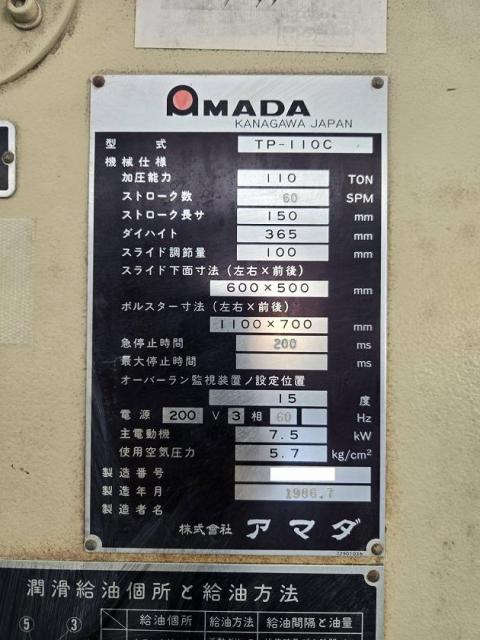 AMADA
KANAGAWA JAPAN
型式 TP-110C
機械仕様
加圧能力 110 TON
ストローク数 60 SPM
ストローク長サ 150 mm
ダイハイト 365 mm
スライド調節量 100 mm
スライド下面寸法(左右×前後)
600×500 mm
ボルスター寸法(左右×前後)
1100×700 mm
急停止時間 200 ms
最大停止時間 ms
オーバーラン監視装置ノ設定位置
15 度
電源 200 V 3 相 60 Hz
主電動機 7.5 kW
使用空気圧力 5.7 kg/cm²
製造番号
製造年月 1986.7
製造者名
株式会社 アマダ
潤滑給油個所と給油方法
⑤ ③ 給油個所 給油方法 給油間隔と油量